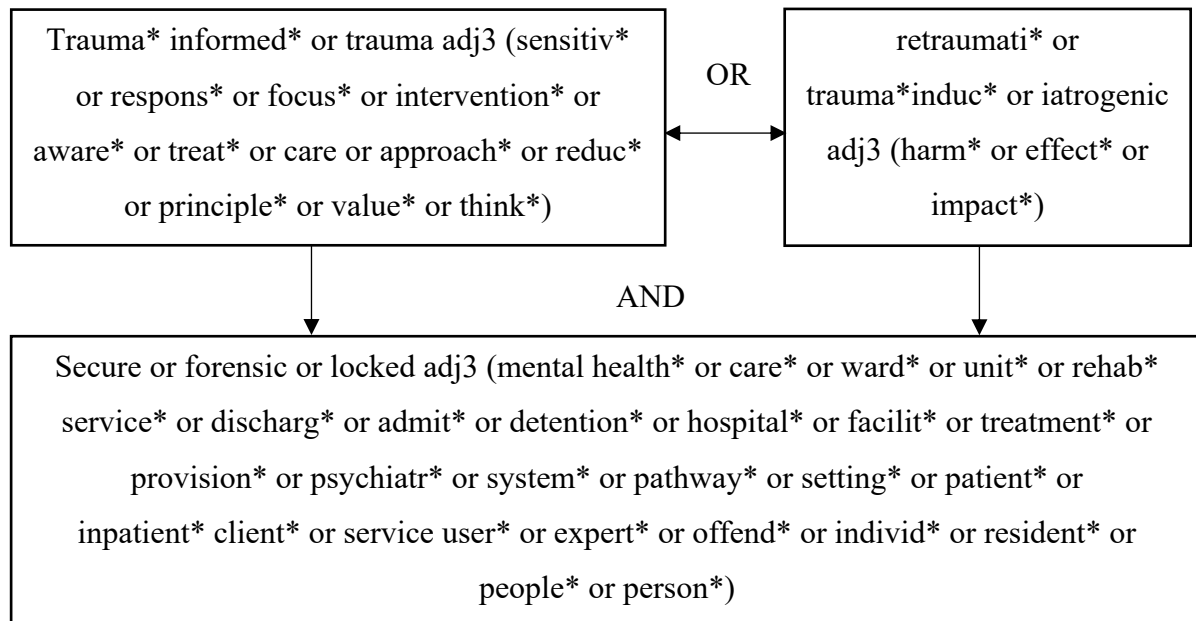 Trauma* informed* or trauma adj3 (sensitiv*
or respons* or focus* or intervention* or
aware* or treat* or care or approach* or reduc*
or principle* or value* or think*)
OR
retraumati* or
trauma*induc* or iatrogenic
adj3 (harm* or effect* or
impact*)
AND
Secure or forensic or locked adj3 (mental health* or care* or ward* or unit* or rehab*
service* or discharg* or admit* or detention* or hospital* or facilit* or treatment* or
provision* or psychiatr* or system* or pathway* or setting* or patient* or
inpatient* client* or service user* or expert* or offend* or individ* or resident* or
people* or person*)